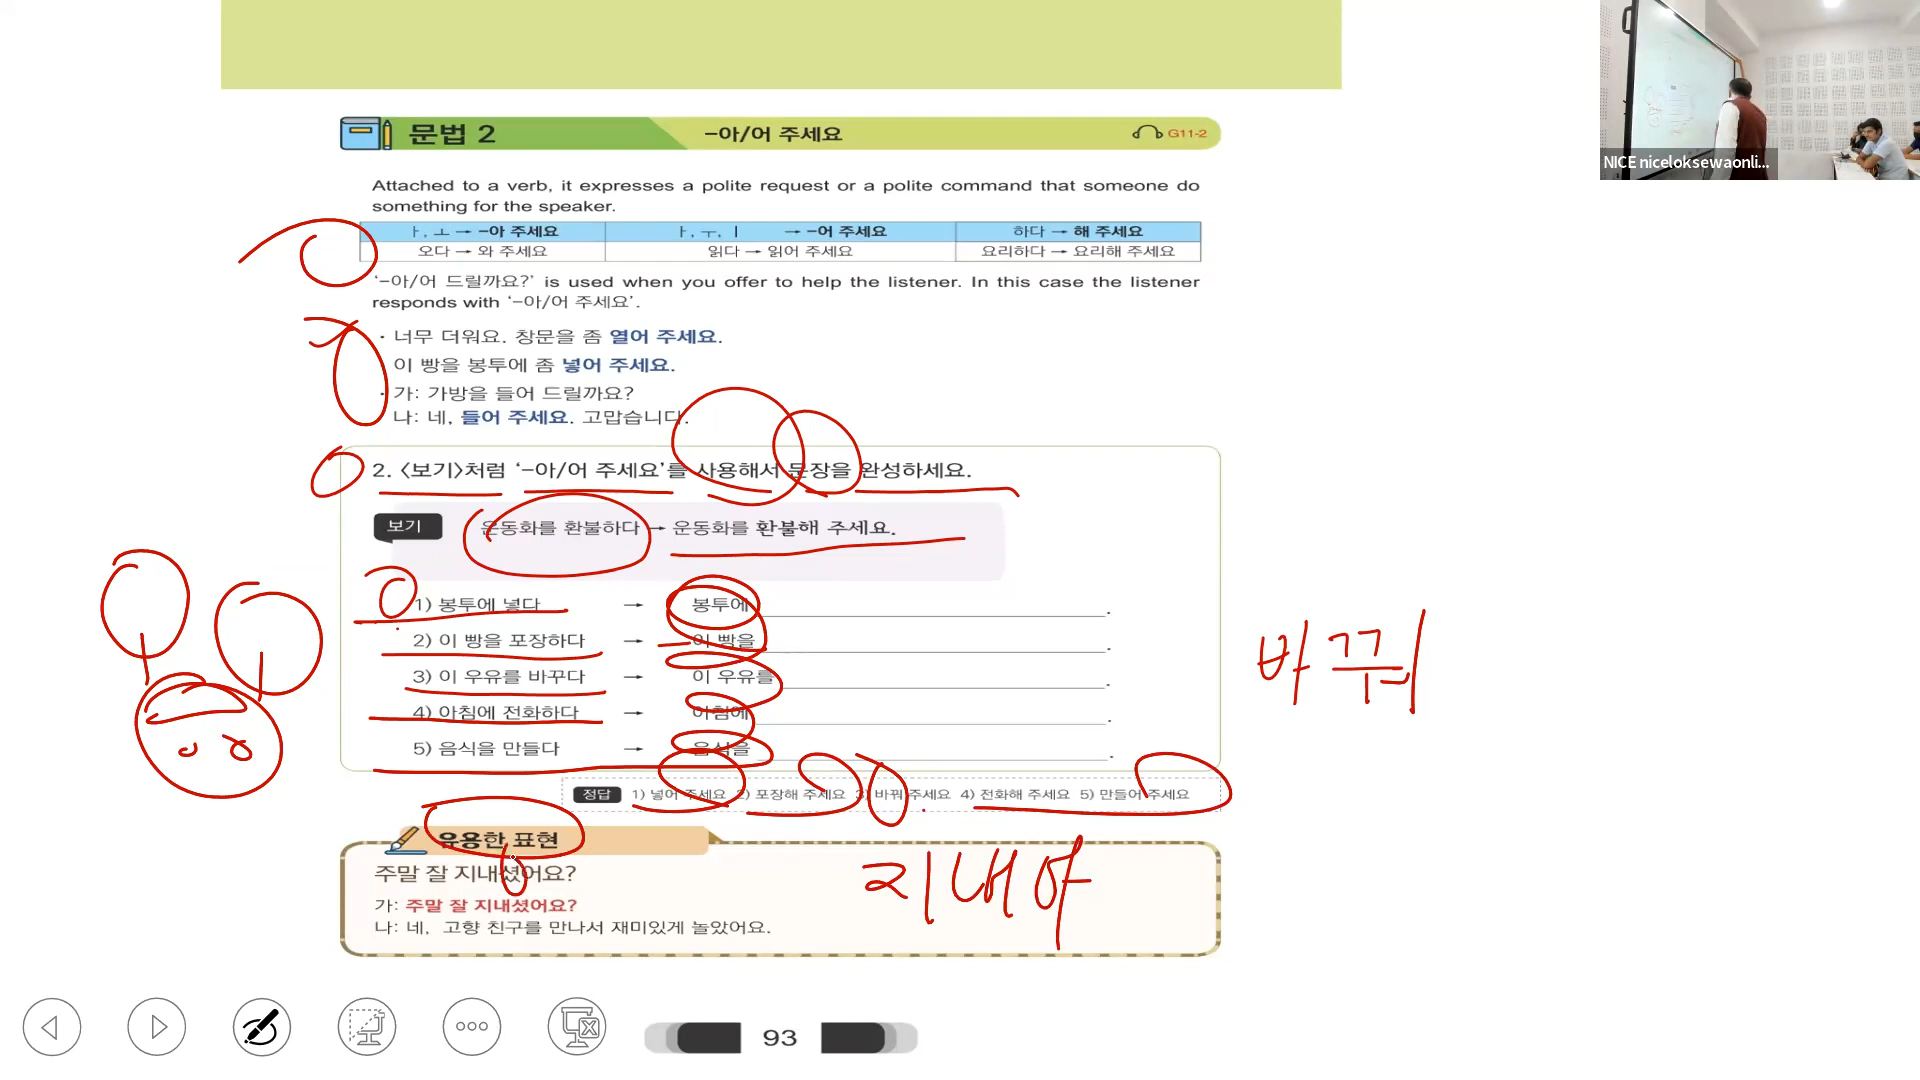 문법 2
-아/어 주세요
G11-2
Attached to a verb, it expresses a polite request or a polite command that someone do
something for the speaker.
ㅏ, ㅗ → -아 주세요
ㅏ, ㅜ, ㅣ → -어 주세요
하다 → 해 주세요
오다 → 와 주세요
읽다 → 읽어 주세요
요리하다 → 요리해 주세요
‘-아/어 드릴까요?’ is used when you offer to help the listener. In this case the listener
responds with ‘-아/어 주세요’.
· 너무 더워요. 창문을 좀 열어 주세요.
이 빵을 봉투에 좀 넣어 주세요.
· 가: 가방을 들어 드릴까요?
나: 네, 들어 주세요. 고맙습니다.
2. <보기>처럼 ‘-아/어 주세요’를 사용해서 문장을 완성하세요.
보기
운동화를 환불하다 → 운동화를 환불해 주세요.
1) 봉투에 넣다 → 봉투에 .
2) 이 빵을 포장하다 → 이 빵을 .
3) 이 우유를 바꾸다 → 이 우유를 .
4) 아침에 전화하다 → 아침에 .
5) 음식을 만들다 → 음식을 .
바꿔
정답 1) 넣어 주세요 2) 포장해 주세요 3) 바꿔 주세요 4) 전화해 주세요 5) 만들어 주세요
유용한 표현
주말 잘 지내셨어요?
지내야
가: 주말 잘 지내셨어요?
나: 네, 고향 친구를 만나서 재미있게 놀았어요.
93
NICE niceloksewaonli...